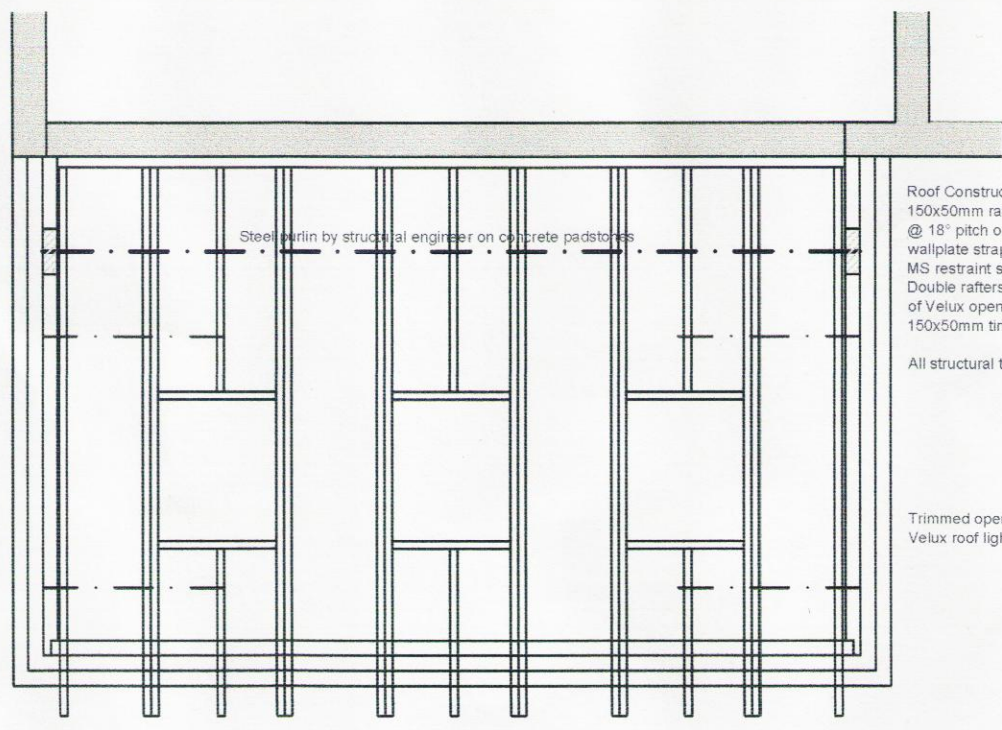 Steel purlin by structural engineer on concrete padstones
Roof Construc
150x50mm ra
@ 18° pitch o
wallplate strap
MS restraint s
Double rafters
of Velux open
150x50mm tin
All structural t
Trimmed oper
Velux roof ligh